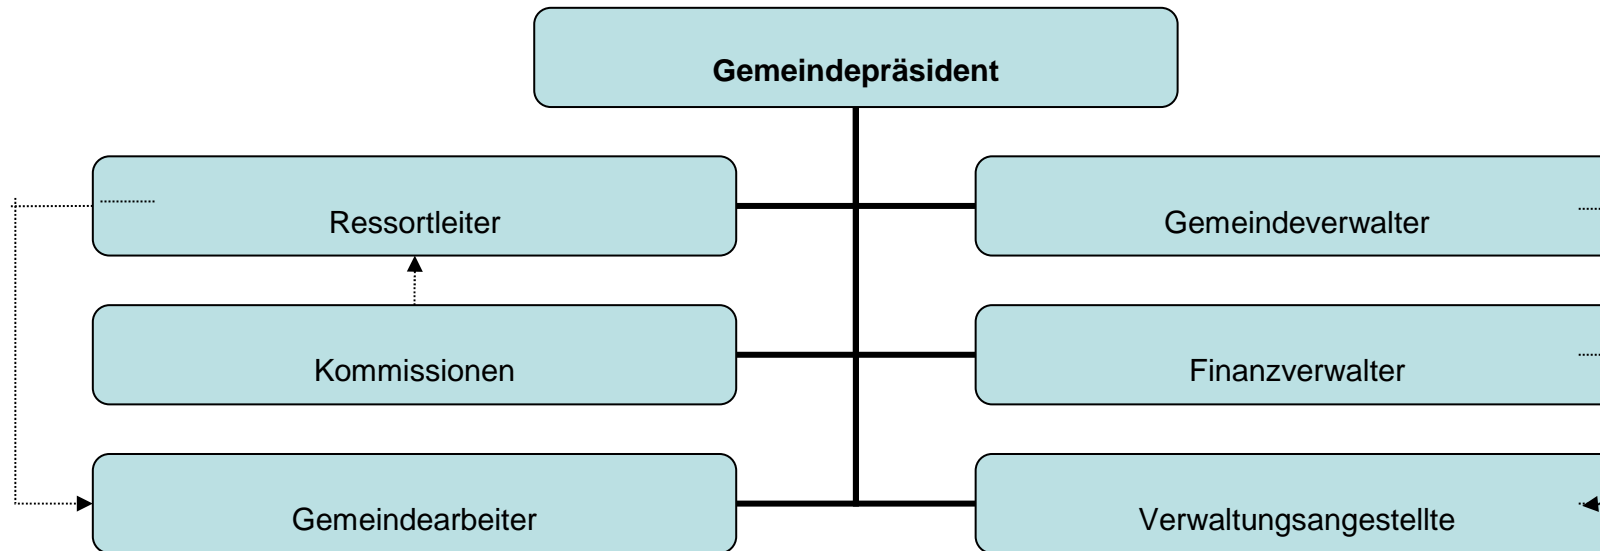 Gemeindepräsident
Ressortleiter
Gemeindeverwalter
Kommissionen
Finanzverwalter
Gemeindearbeiter
Verwaltungsangestellte